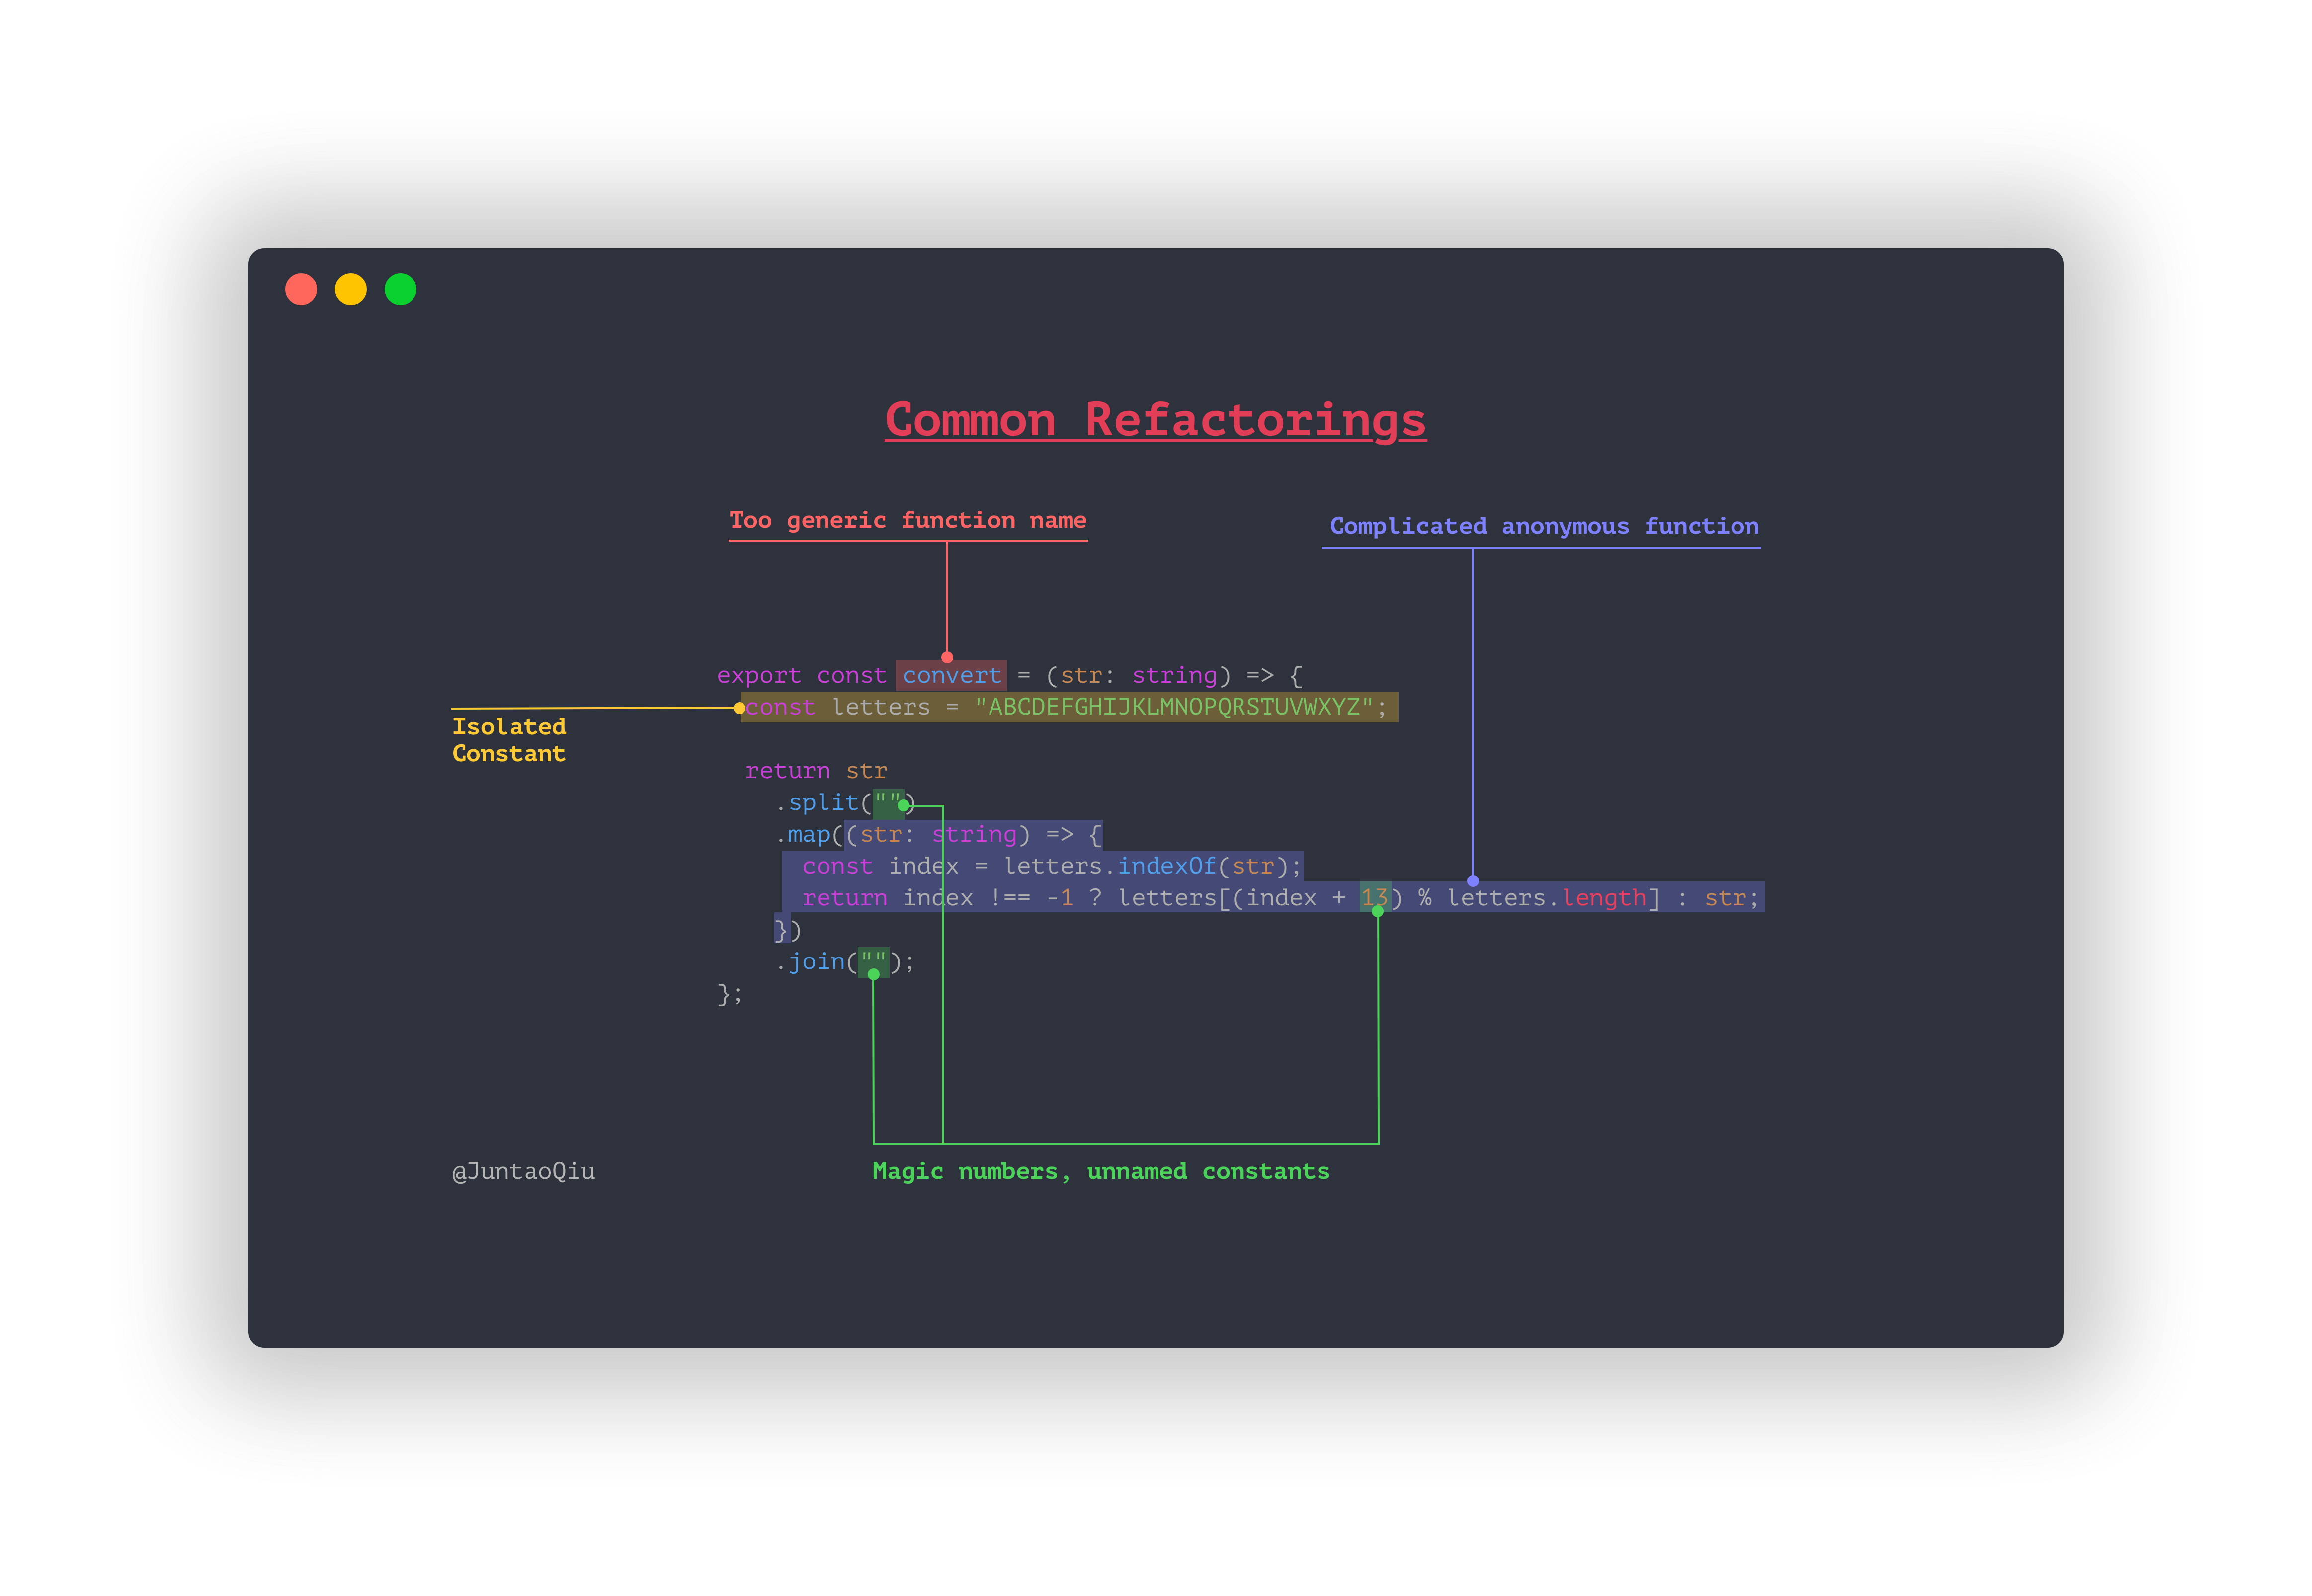 Common Refactorings
Too generic function name
Complicated anonymous function
export const convert = (str: string) => {
const letters = "ABCDEFGHIJKLMNOPQRSTUVWXYZ";
Isolated
Constant
return str
.split("")
.map((str: string) => {
const index = letters.indexOf(str);
return index !== -1 ? letters[(index + 13) % letters.length] : str;
})
.join("");
};
@JuntaoQiu
Magic numbers, unnamed constants